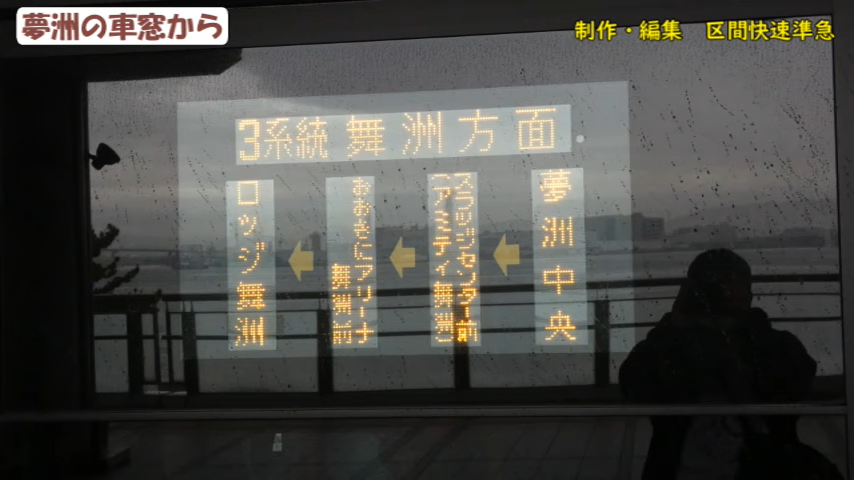 夢洲の車窓から
制作・編集 区間快速準急
3系統 舞洲方面
夢洲中央
スラッジセンター前
(アミティ舞洲)
おおきにアリーナ
舞洲前
ロッジ舞洲